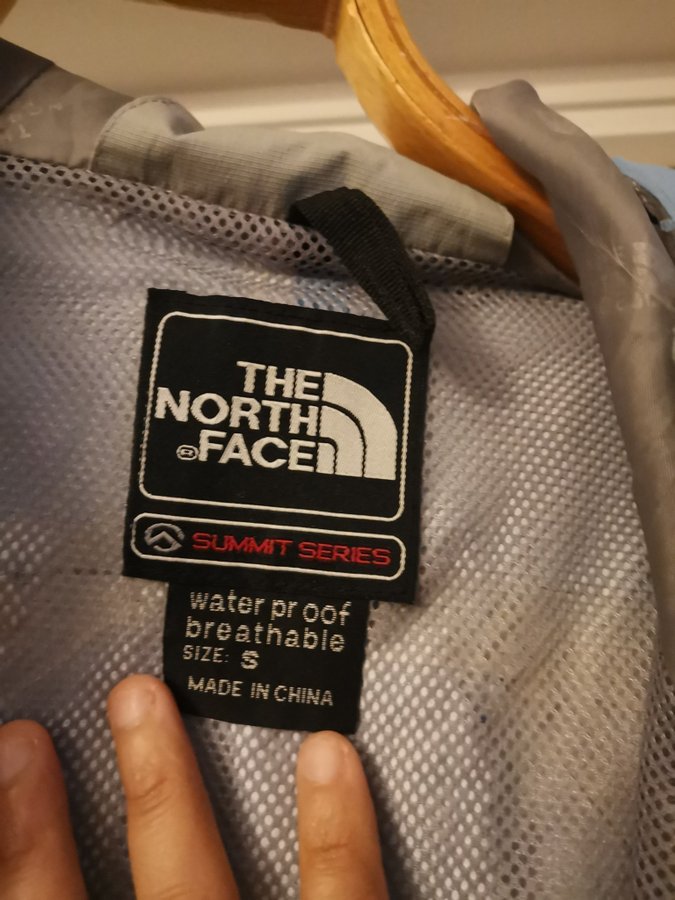 THE
NORTH
®FACE
SUMMIT SERIES
water proof
breathable
SIZE: S
MADE IN CHINA